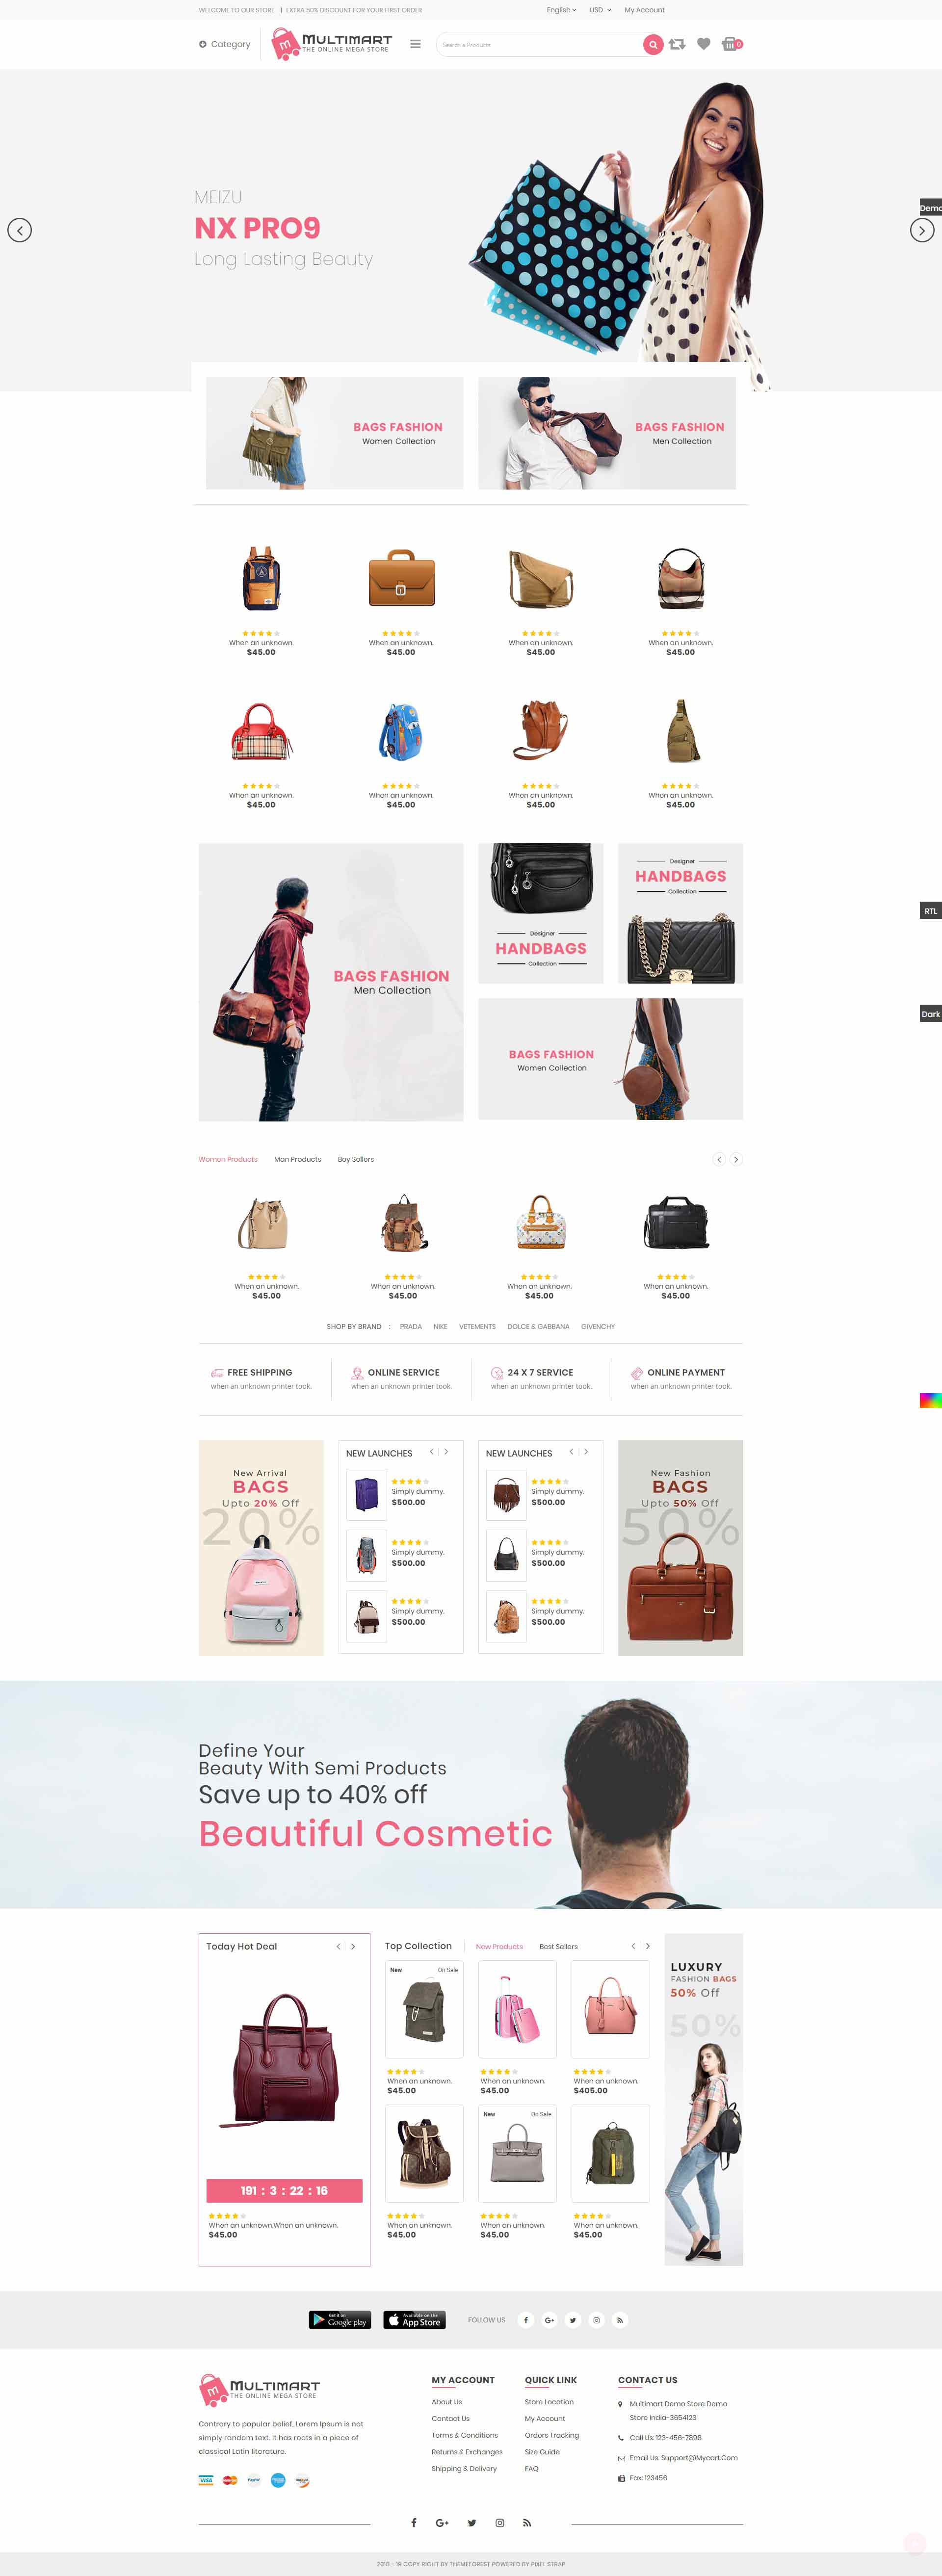 WELCOME TO OUR STORE | EXTRA 50% DISCOUNT FOR YOUR FIRST ORDER
English USD My Account
Category
MULTIMART
THE ONLINE MEGA STORE
Search a Products
0
MEIZU
NX PRO9
Long Lasting Beauty
Demo
BAGS FASHION
Women Collection
BAGS FASHION
Men Collection
When an unknown. When an unknown. When an unknown. When an unknown.
$45.00 $45.00 $45.00 $45.00
When an unknown. When an unknown. When an unknown. When an unknown.
$45.00 $45.00 $45.00 $45.00
BAGS FASHION
Men Collection
Designer
HANDBAGS
Collection
Designer
HANDBAGS
Collection
RTL
BAGS FASHION
Women Collection
Dark
Women Products Man Products Boy Sellers
When an unknown. When an unknown. When an unknown. When an unknown.
$45.00 $45.00 $45.00 $45.00
SHOP BY BRAND : PRADA NIKE VETEMENTS DOLCE & GABBANA GIVENCHY
FREE SHIPPING
when an unknown printer took.
ONLINE SERVICE
when an unknown printer took.
24 X 7 SERVICE
when an unknown printer took.
ONLINE PAYMENT
when an unknown printer took.
New Arrival
BAGS
Upto 20% Off
20%
NEW LAUNCHES
Simply dummy.
$500.00
Simply dummy.
$500.00
Simply dummy.
$500.00
NEW LAUNCHES
Simply dummy.
$500.00
Simply dummy.
$500.00
Simply dummy.
$500.00
New Fashion
BAGS
Upto 50% Off
50%
Define Your
Beauty With Semi Products
Save up to 40% off
Beautiful Cosmetic
Today Hot Deal
191 : 3 : 22 : 16
When an unknown.When an unknown.
$45.00
Top Collection New Products Best Sellers
New On Sale
When an unknown. When an unknown. When an unknown.
$45.00 $45.00 $405.00
New On Sale
When an unknown. When an unknown. When an unknown.
$45.00 $45.00 $45.00
LUXURY
FASHION BAGS
50% Off
50%
Get it on
Google play
Available on the
App Store
FOLLOW US
MULTIMART
THE ONLINE MEGA STORE
Contrary to popular belief, Lorem Ipsum is not
simply random text. It has roots in a piece of
classical Latin literature.
VISA
PayPal
MY ACCOUNT
About Us
Contact Us
Terms & Conditions
Returns & Exchanges
Shipping & Delivery
QUICK LINK
Store Location
My Account
Orders Tracking
Size Guide
FAQ
CONTACT US
Multimart Demo Store Demo
Store India-3654123
Call Us: 123-456-7898
Email Us: Support@Mycart.Com
Fax: 123456
2018 - 19 COPY RIGHT BY THEMEFOREST POWERED BY PIXEL STRAP